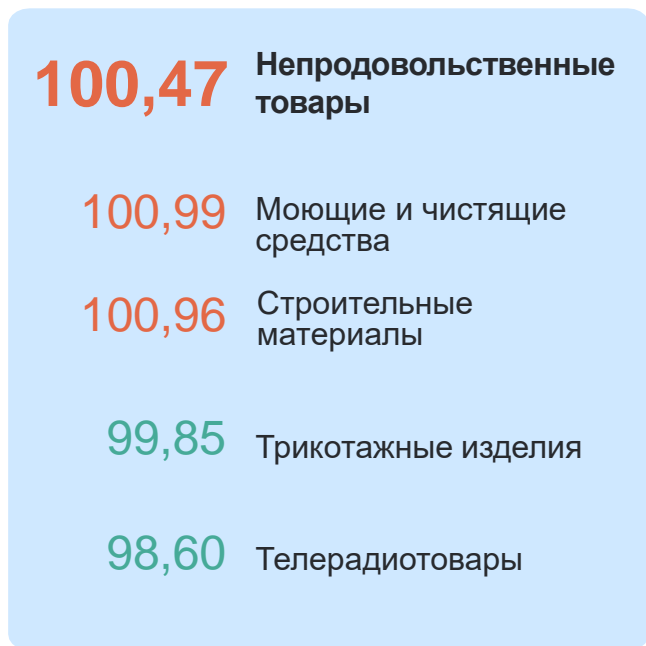 100,47 Непродовольственные
товары
100,99 Моющие и чистящие
средства
100,96 Строительные
материалы
99,85 Трикотажные изделия
98,60 Телерадиотовары